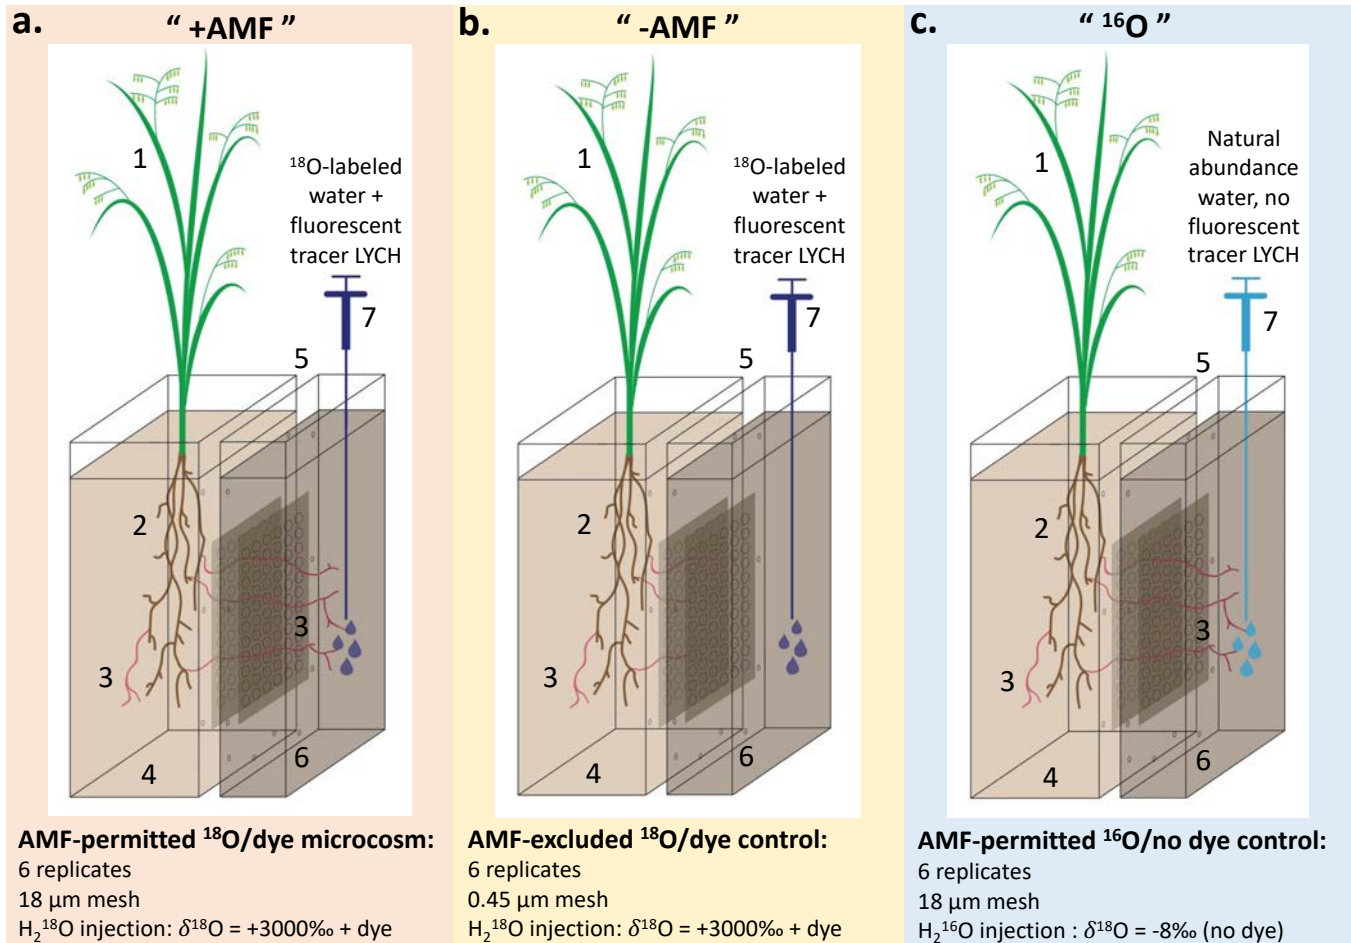 a.
“ +AMF ”
1
¹⁸O-labeled
water +
fluorescent
tracer LYCH
7
5
2
3
3
4
6
AMF-permitted ¹⁸O/dye microcosm:
6 replicates
18 µm mesh
H₂¹⁸O injection: δ¹⁸O = +3000‰ + dye
b.
“ -AMF ”
1
¹⁸O-labeled
water +
fluorescent
tracer LYCH
7
5
2
3
4
6
AMF-excluded ¹⁸O/dye control:
6 replicates
0.45 µm mesh
H₂¹⁸O injection: δ¹⁸O = +3000‰ + dye
c.
“ ¹⁶O ”
1
Natural
abundance
water, no
fluorescent
tracer LYCH
7
5
2
3
3
4
6
AMF-permitted ¹⁶O/no dye control:
6 replicates
18 µm mesh
H₂¹⁶O injection : δ¹⁸O = -8‰ (no dye)